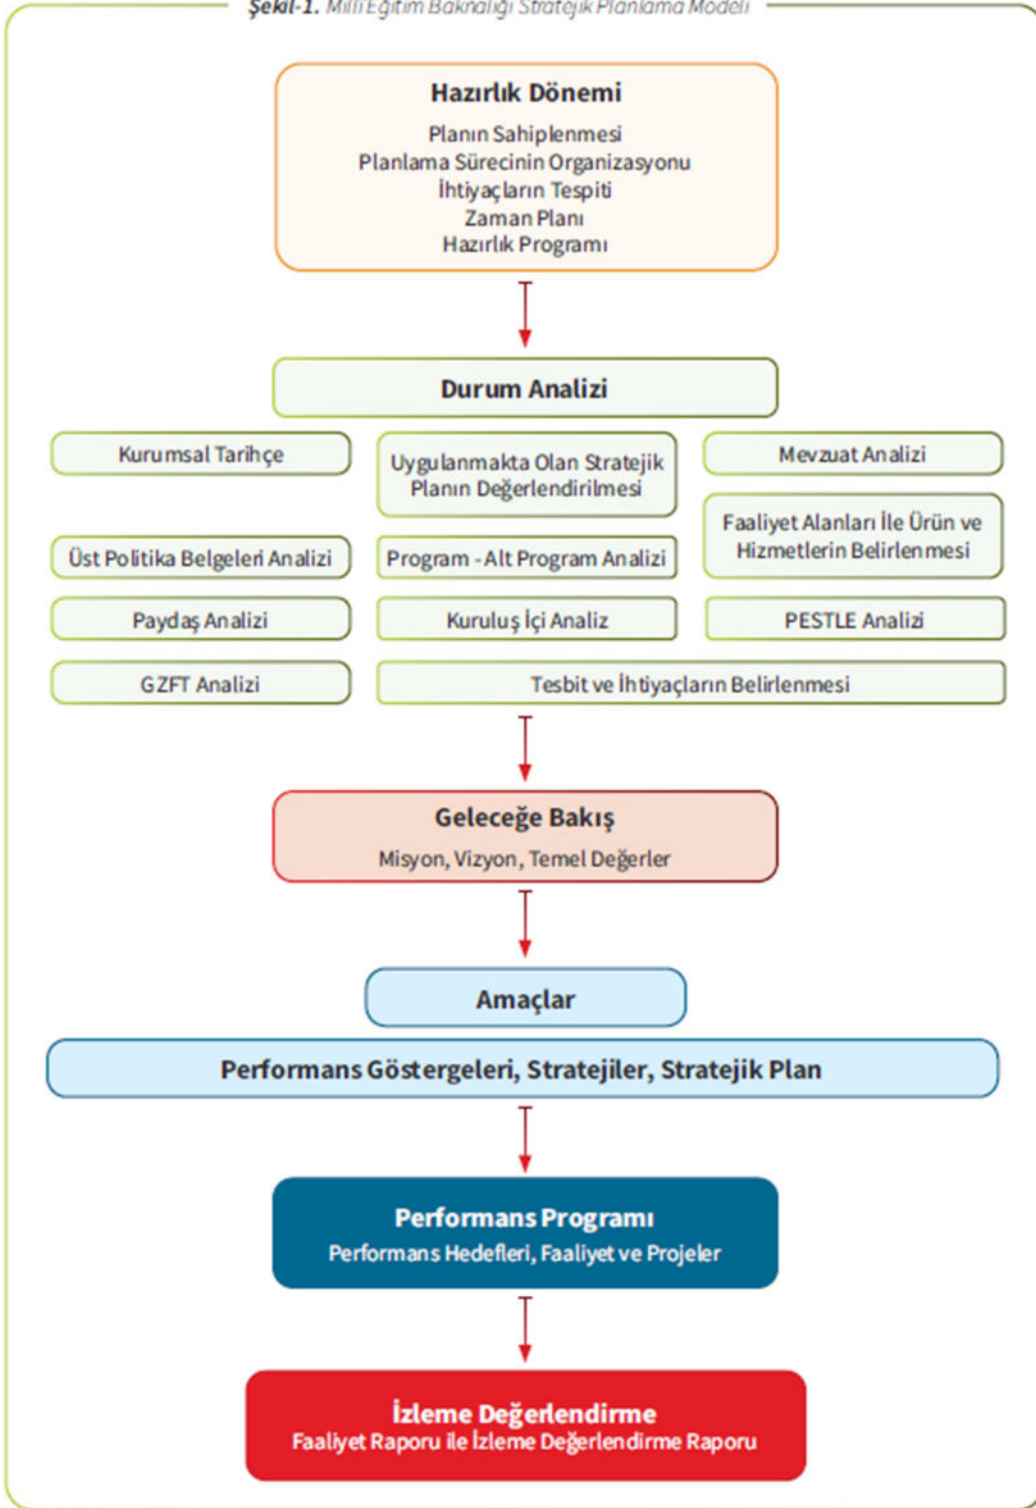 Şekil-1. Milli Eğitim Baknalığı Stratejik Planlama Modeli
Hazırlık Dönemi
Planın Sahiplenmesi
Planlama Sürecinin Organizasyonu
İhtiyaçların Tespiti
Zaman Planı
Hazırlık Programı
Durum Analizi
Kurumsal Tarihçe
Uygulanmakta Olan Stratejik
Planın Değerlendirilmesi
Mevzuat Analizi
Üst Politika Belgeleri Analizi
Program - Alt Program Analizi
Faaliyet Alanları İle Ürün ve
Hizmetlerin Belirlenmesi
Paydaş Analizi
Kuruluş İçi Analiz
PESTLE Analizi
GZFT Analizi
Tesbit ve İhtiyaçların Belirlenmesi
Geleceğe Bakış
Misyon, Vizyon, Temel Değerler
Amaçlar
Performans Göstergeleri, Stratejiler, Stratejik Plan
Performans Programı
Performans Hedefleri, Faaliyet ve Projeler
İzleme Değerlendirme
Faaliyet Raporu ile İzleme Değerlendirme Raporu